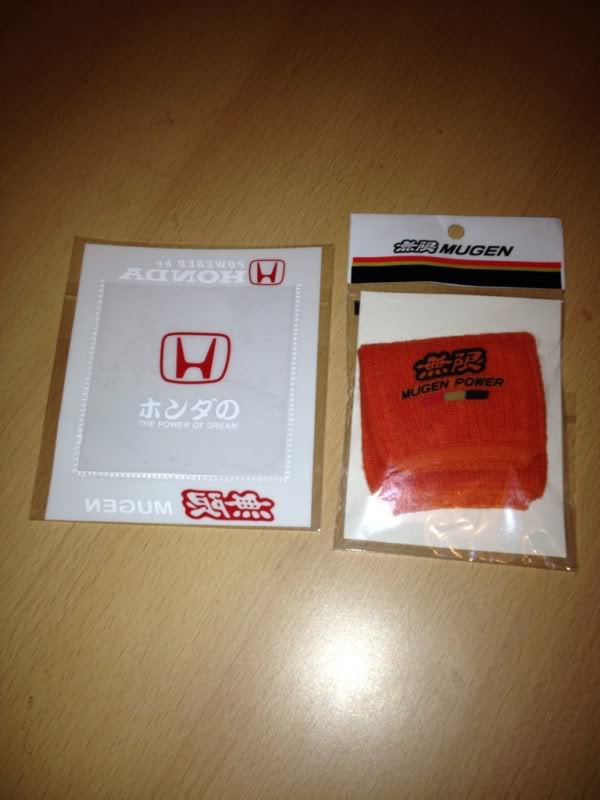 POWERED by
HONDA
ホンダの
THE POWER OF DREAM
MUGEN 無限
無限 MUGEN
無限
MUGEN POWER